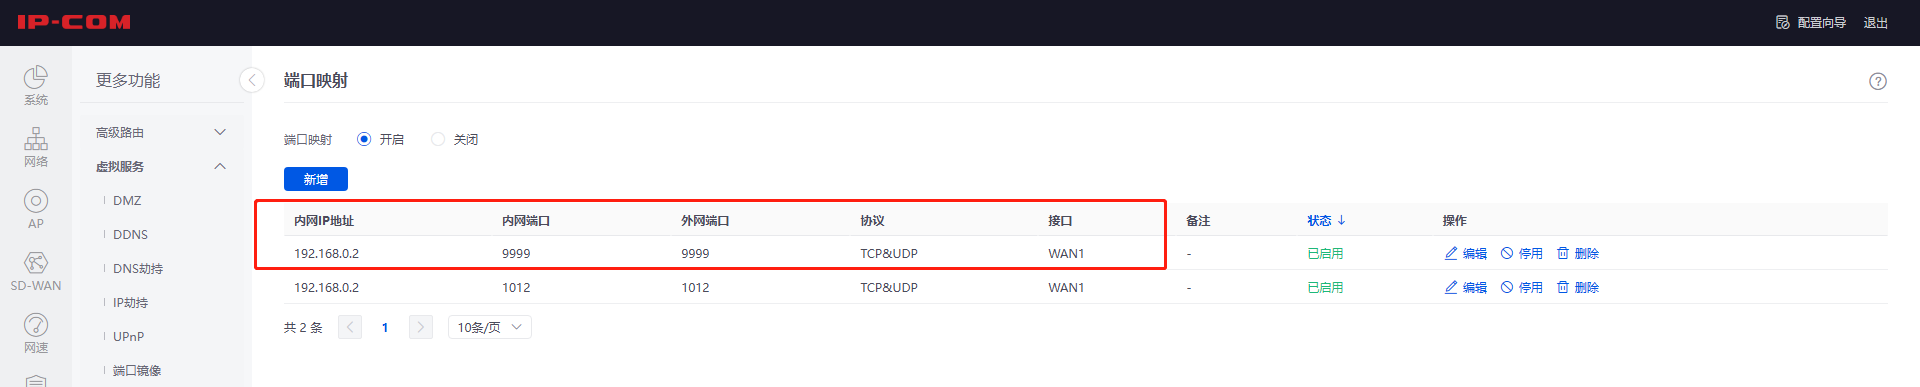 IP-COM
配置向导 退出
系统
网络
AP
SD-WAN
网速
更多功能
高级路由
虚拟服务
DMZ
DDNS
DNS劫持
IP劫持
UPnP
端口镜像
端口映射
端口映射 开启 关闭
新增
内网IP地址 内网端口 外网端口 协议 接口 备注 状态 操作
192.168.0.2 9999 9999 TCP&UDP WAN1 - 已启用 编辑 停用 删除
192.168.0.2 1012 1012 TCP&UDP WAN1 - 已启用 编辑 停用 删除
共 2 条 1 10条/页